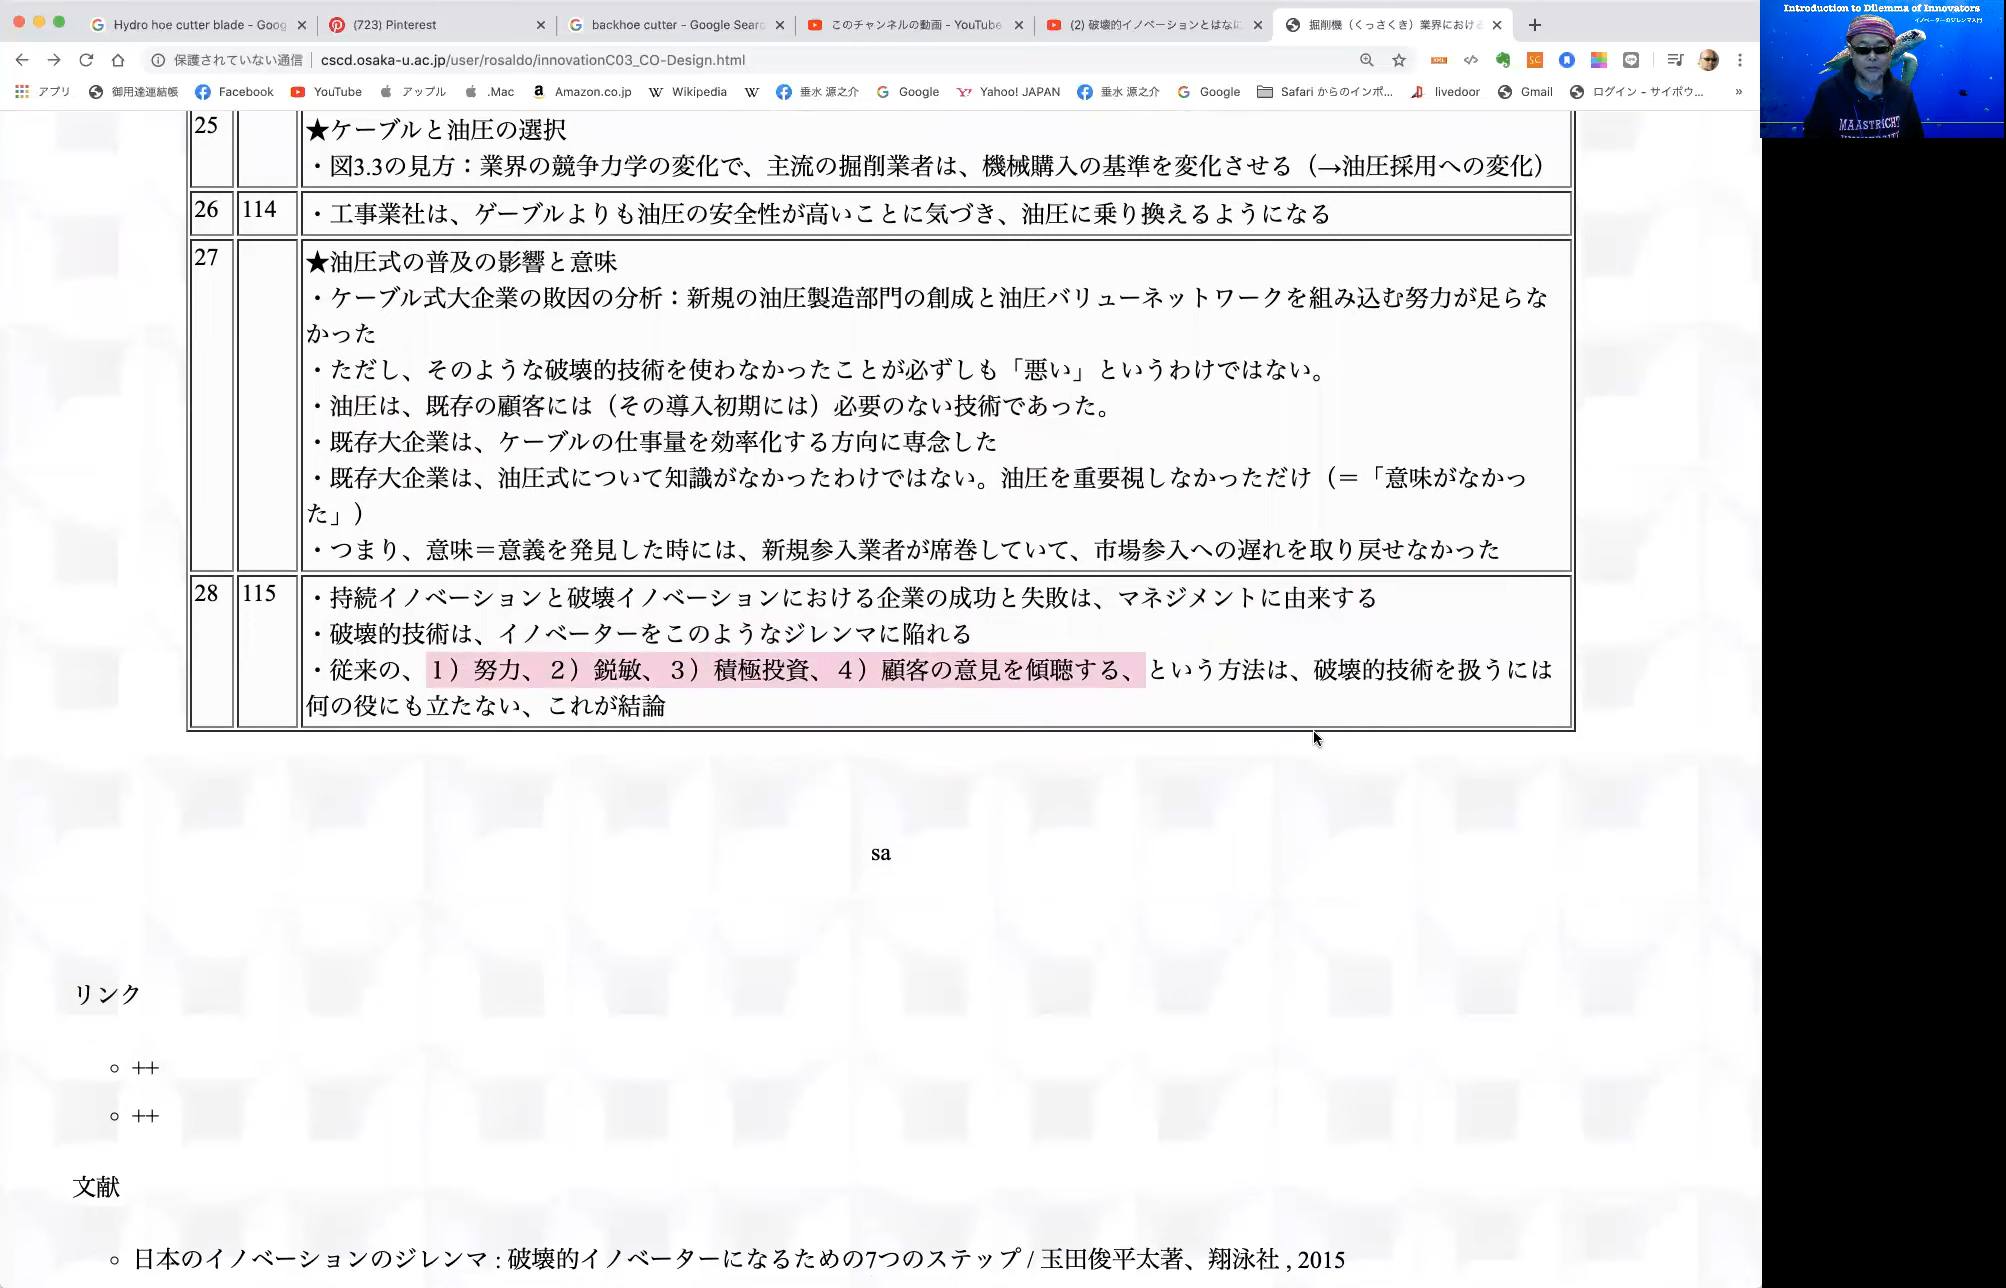 Hydro hoe cutter blade - Goog
(723) Pinterest
backhoe cutter - Google Searc
このチャンネルの動画 - YouTube
(2) 破壊的イノベーションとはなに
掘削機（くっさくき）業界における
保護されていない通信
cscd.osaka-u.ac.jp/user/rosaldo/innovationC03_CO-Design.html
アプリ 御用達連絡帳 Facebook YouTube アップル .Mac Amazon.co.jp Wikipedia 垂水 源之介 Google Yahoo! JAPAN 垂水 源之介 Google Safari からのインポ... livedoor Gmail ログイン - サイボウ... »
Introduction to Dilemma of Innovators
イノベーターのジレンマ入門
MAASTRICHT
25 ★ケーブルと油圧の選択
・図3.3の見方：業界の競争力学の変化で、主流の掘削業者は、機械購入の基準を変化させる（→油圧採用への変化）
26 114 ・工事業社は、ゲーブルよりも油圧の安全性が高いことに気づき、油圧に乗り換えるようになる
27 ★油圧式の普及の影響と意味
・ケーブル式大企業の敗因の分析：新規の油圧製造部門の創成と油圧バリューネットワークを組み込む努力が足らな
かった
・ただし、そのような破壊的技術を使わなかったことが必ずしも「悪い」というわけではない。
・油圧は、既存の顧客には（その導入初期には）必要のない技術であった。
・既存大企業は、ケーブルの仕事量を効率化する方向に専念した
・既存大企業は、油圧式について知識がなかったわけではない。油圧を重要視しなかっただけ（＝「意味がなかっ
た」）
・つまり、意味＝意義を発見した時には、新規参入業者が席巻していて、市場参入への遅れを取り戻せなかった
28 115 ・持続イノベーションと破壊イノベーションにおける企業の成功と失敗は、マネジメントに由来する
・破壊的技術は、イノベーターをこのようなジレンマに陥れる
・従来の、１）努力、２）鋭敏、３）積極投資、４）顧客の意見を傾聴する、という方法は、破壊的技術を扱うには
何の役にも立たない、これが結論
sa
リンク
++
++
文献
日本のイノベーションのジレンマ : 破壊的イノベーターになるための7つのステップ / 玉田俊平太著、翔泳社 , 2015